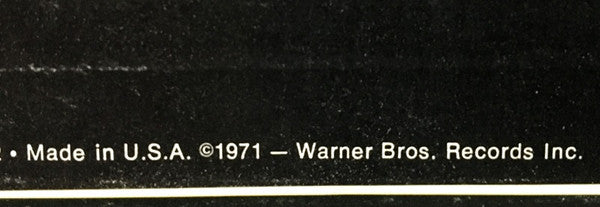 • Made in U.S.A. ©1971 — Warner Bros. Records Inc.